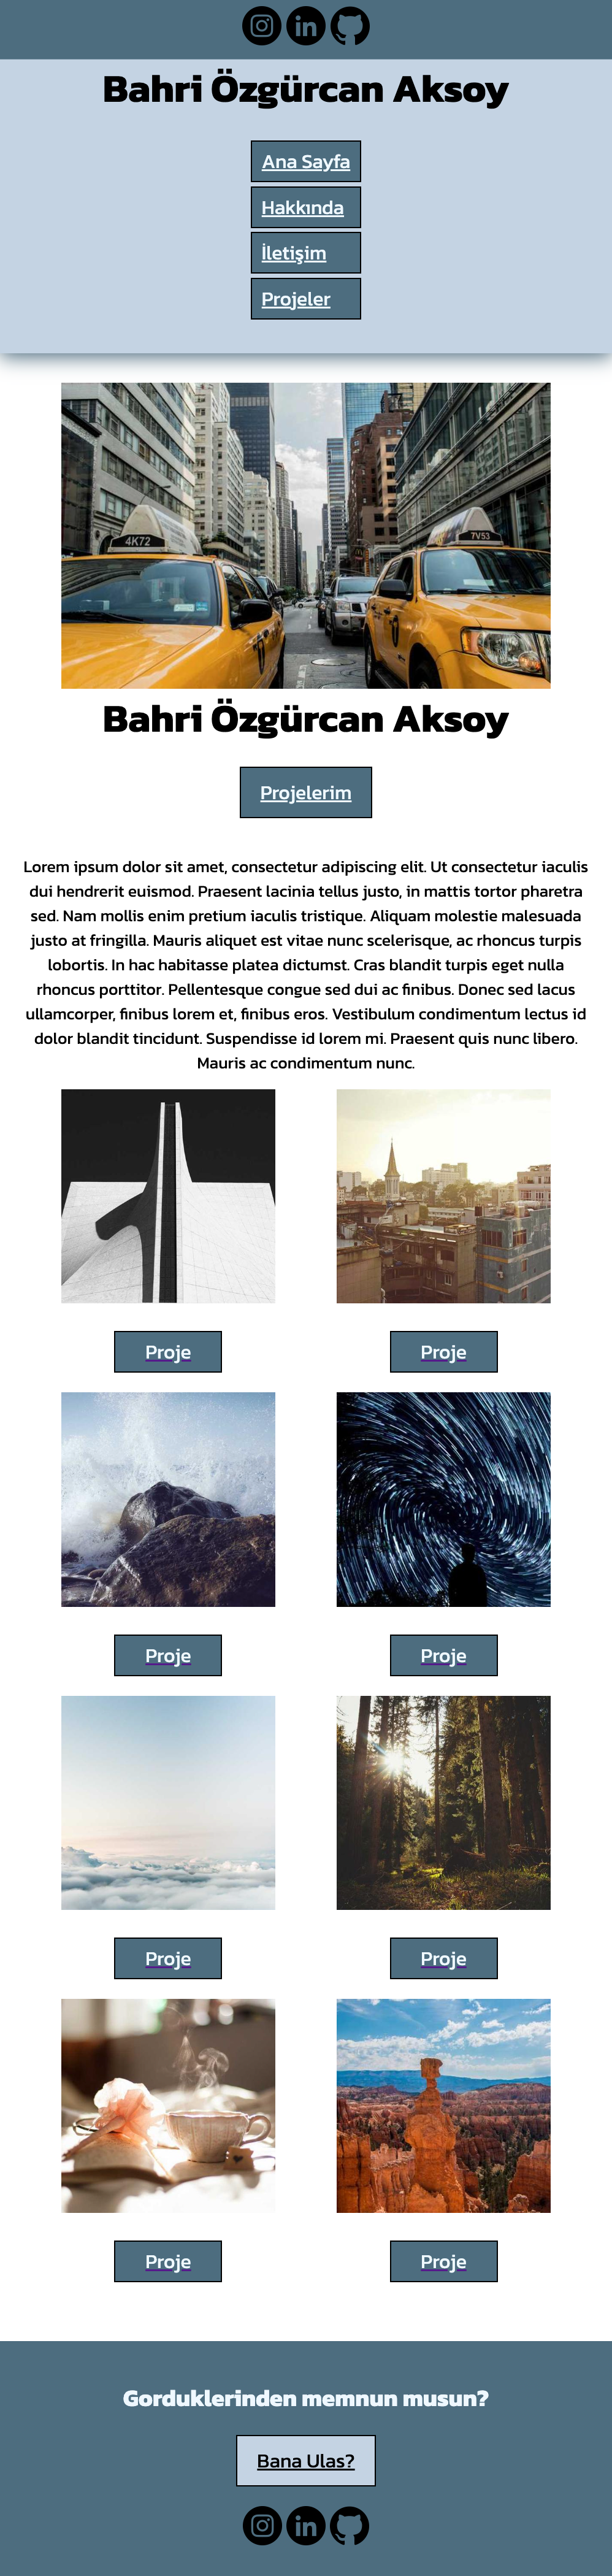 Bahri Özgürcan Aksoy
Ana Sayfa
Hakkında
İletişim
Projeler
4K72
7V53
Bahri Özgürcan Aksoy
Projelerim
Lorem ipsum dolor sit amet, consectetur adipiscing elit. Ut consectetur iaculis
dui hendrerit euismod. Praesent lacinia tellus justo, in mattis tortor pharetra
sed. Nam mollis enim pretium iaculis tristique. Aliquam molestie malesuada
justo at fringilla. Mauris aliquet est vitae nunc scelerisque, ac rhoncus turpis
lobortis. In hac habitasse platea dictumst. Cras blandit turpis eget nulla
rhoncus porttitor. Pellentesque congue sed dui ac finibus. Donec sed lacus
ullamcorper, finibus lorem et, finibus eros. Vestibulum condimentum lectus id
dolor blandit tincidunt. Suspendisse id lorem mi. Praesent quis nunc libero.
Mauris ac condimentum nunc.
Proje
Proje
Proje
Proje
Proje
Proje
Proje
Proje
Gorduklerinden memnun musun?
Bana Ulas?